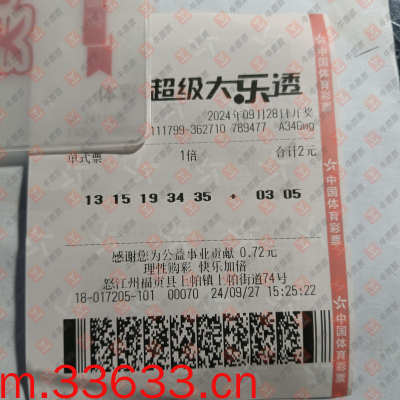 超级大乐透
2024年09月28日开奖
111799-362710 789477 A34Gmg
单式票 1倍 合计2元
13 15 19 34 35 + 03 05
感谢您为公益事业贡献 0.72元
理性购彩 快乐加倍
怒江州福贡县上帕镇上帕街道74号
18-017205-101 00070 24/09/27 15:25:22
中国体育彩票
中国体育彩票
中国体育彩票
m.33633.cn